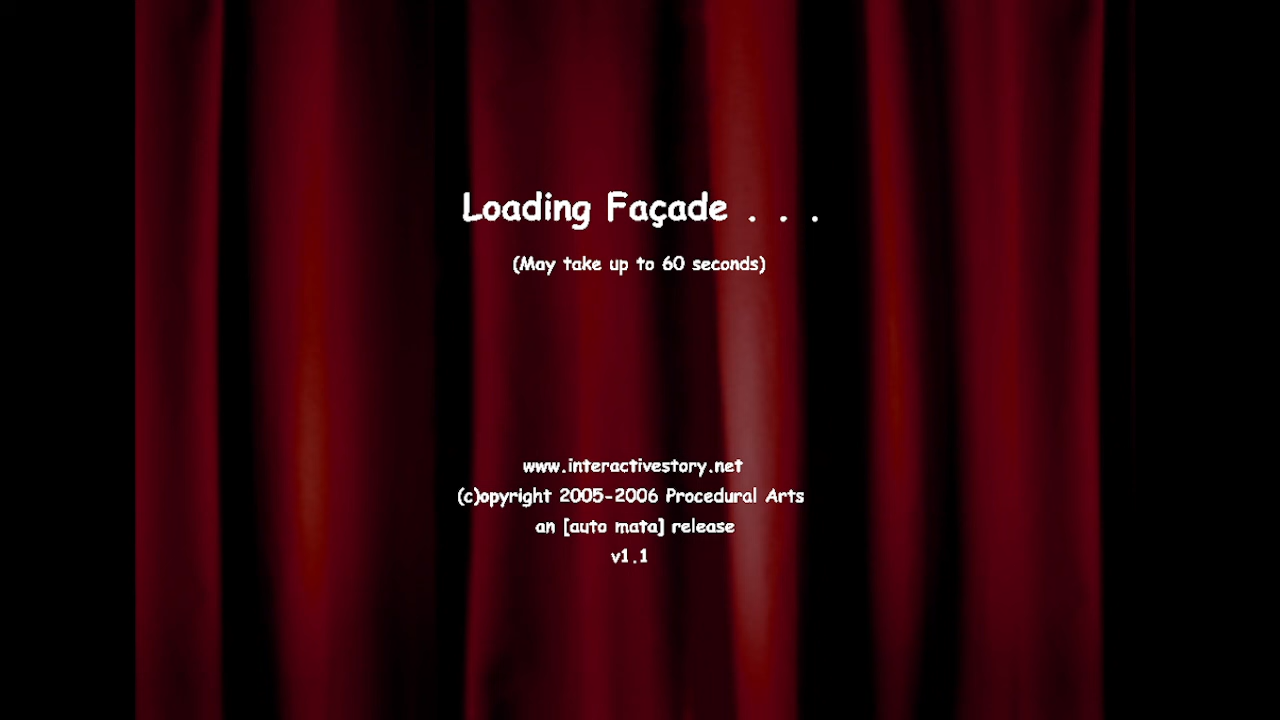 Loading Façade . . .
(May take up to 60 seconds)
www.interactivestory.net
(c)opyright 2005-2006 Procedural Arts
an [auto mata] release
v1.1